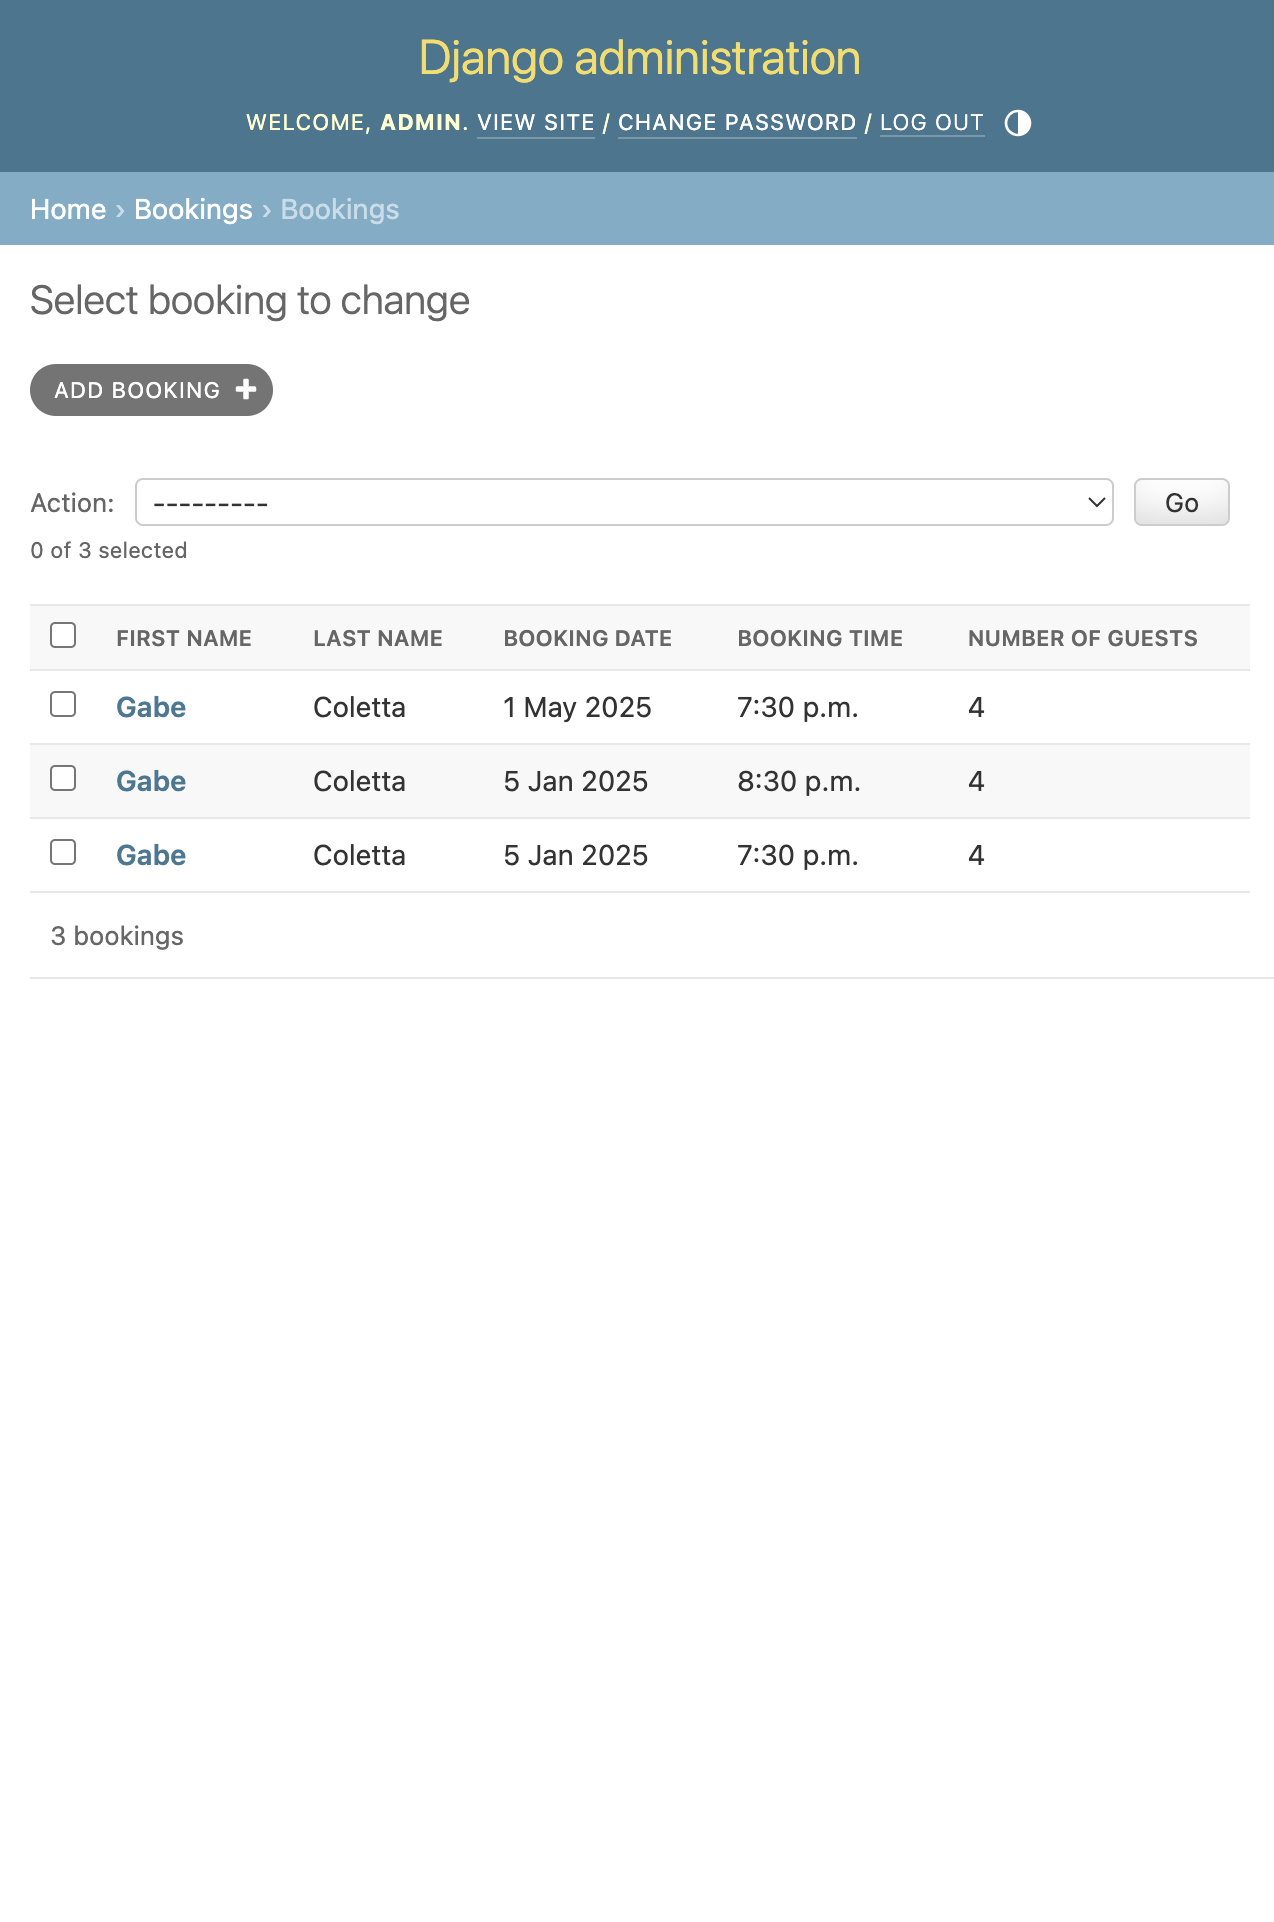 Django administration
WELCOME, ADMIN. VIEW SITE / CHANGE PASSWORD / LOG OUT
Home › Bookings › Bookings
Select booking to change
ADD BOOKING +
Action: --------- Go
0 of 3 selected
FIRST NAME LAST NAME BOOKING DATE BOOKING TIME NUMBER OF GUESTS
Gabe Coletta 1 May 2025 7:30 p.m. 4
Gabe Coletta 5 Jan 2025 8:30 p.m. 4
Gabe Coletta 5 Jan 2025 7:30 p.m. 4
3 bookings